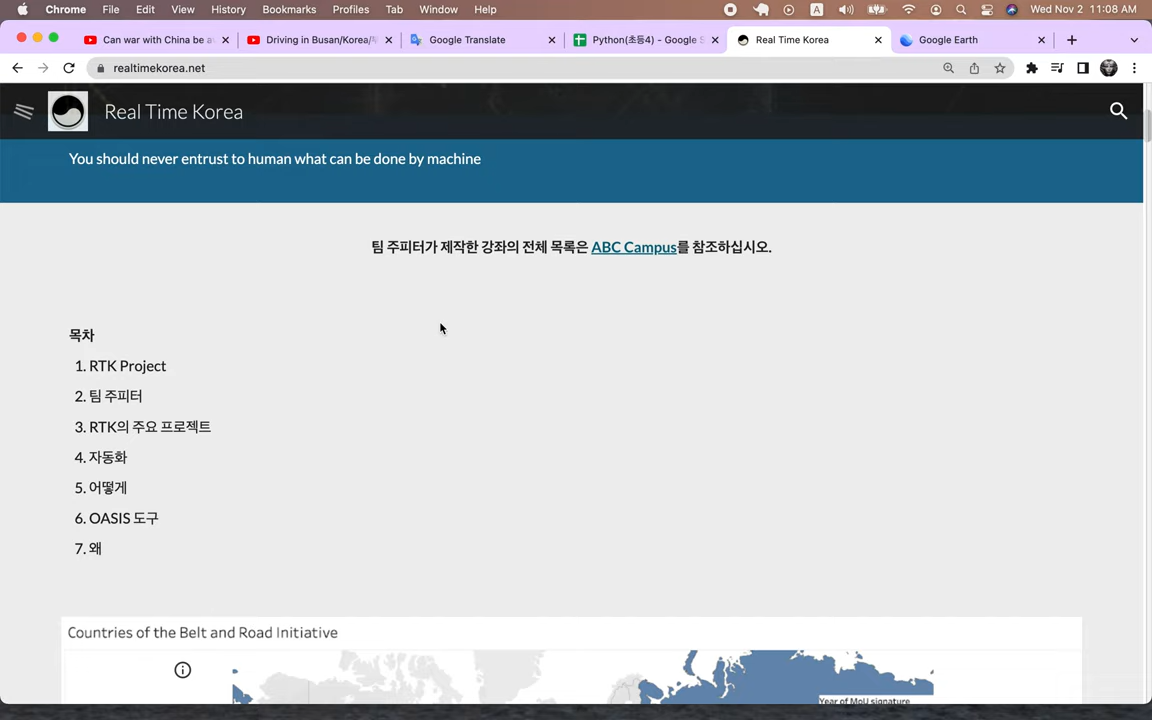 Chrome File Edit View History Bookmarks Profiles Tab Window Help A Wed Nov 2 11:08 AM
Can war with China be a Driving in Busan/Korea/ Google Translate Python(초등4) - Google S Real Time Korea Google Earth
realtimekorea.net
Real Time Korea
You should never entrust to human what can be done by machine
팀 주피터가 제작한 강좌의 전체 목록은 ABC Campus를 참조하십시오.
목차
1. RTK Project
2. 팀 주피터
3. RTK의 주요 프로젝트
4. 자동화
5. 어떻게
6. OASIS 도구
7. 왜
Countries of the Belt and Road Initiative
Year of MoU signature